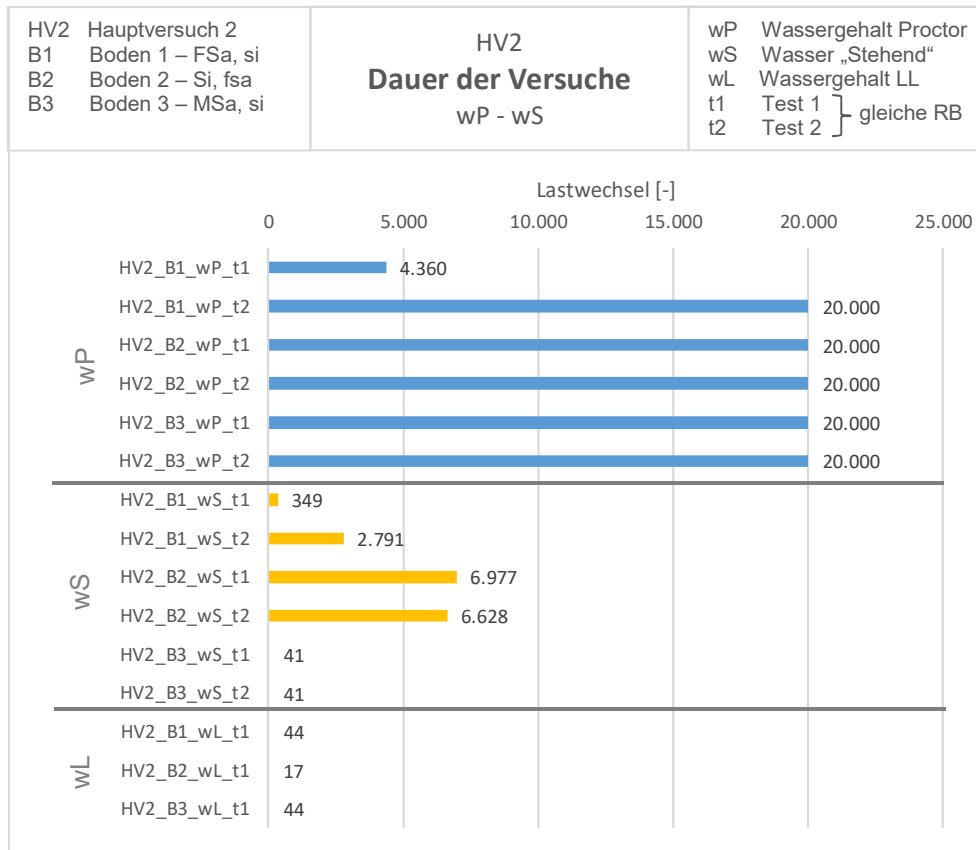 HV2 Hauptversuch 2
B1 Boden 1 – FSa, si
B2 Boden 2 – Si, fsa
B3 Boden 3 – MSa, si
HV2
Dauer der Versuche
wP - wS
wP Wassergehalt Proctor
wS Wasser „Stehend“
wL Wassergehalt LL
t1 Test 1
t2 Test 2
gleiche RB
Lastwechsel [-]
0 5.000 10.000 15.000 20.000 25.000
wP
HV2_B1_wP_t1 4.360
HV2_B1_wP_t2 20.000
HV2_B2_wP_t1 20.000
HV2_B2_wP_t2 20.000
HV2_B3_wP_t1 20.000
HV2_B3_wP_t2 20.000
wS
HV2_B1_wS_t1 349
HV2_B1_wS_t2 2.791
HV2_B2_wS_t1 6.977
HV2_B2_wS_t2 6.628
HV2_B3_wS_t1 41
HV2_B3_wS_t2 41
wL
HV2_B1_wL_t1 44
HV2_B2_wL_t1 17
HV2_B3_wL_t1 44